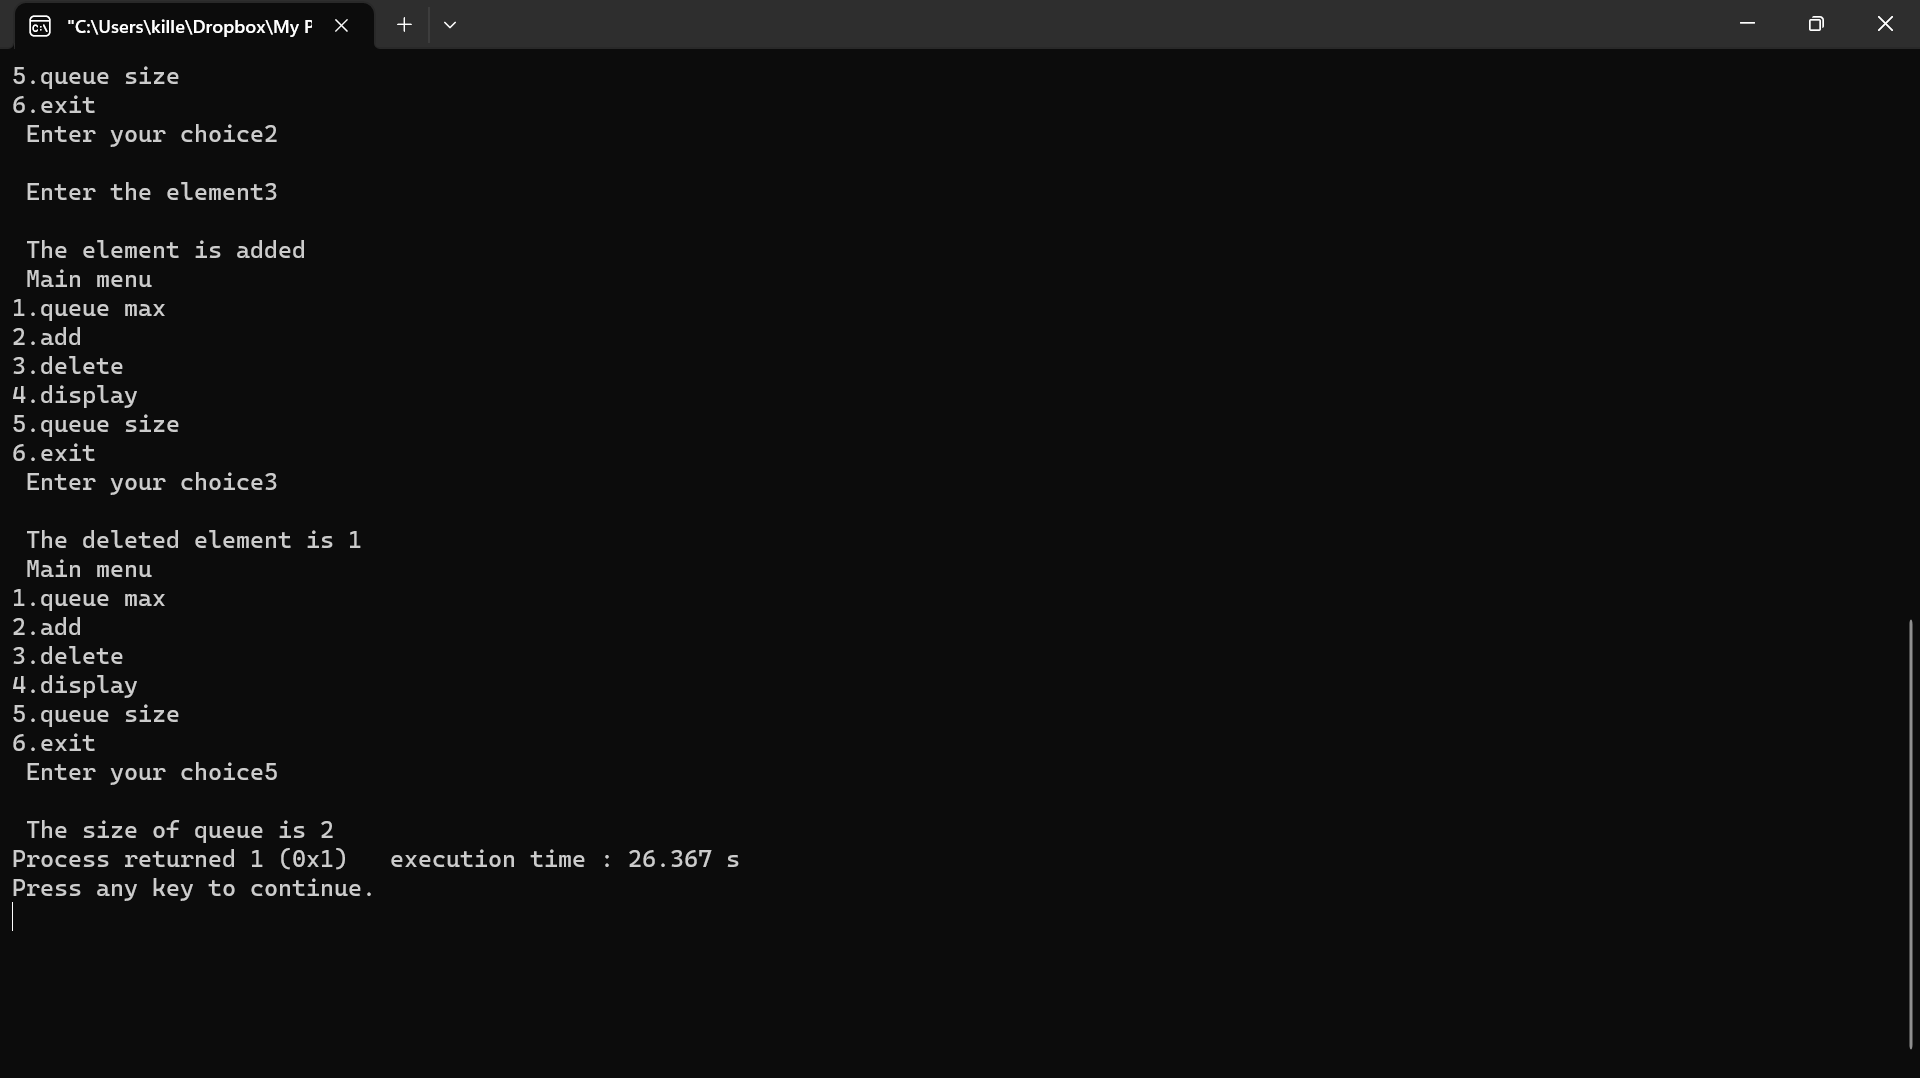 "C:\Users\kille\Dropbox\My P
5.queue size
6.exit
 Enter your choice2

 Enter the element3

 The element is added
 Main menu
1.queue max
2.add
3.delete
4.display
5.queue size
6.exit
 Enter your choice3

 The deleted element is 1
 Main menu
1.queue max
2.add
3.delete
4.display
5.queue size
6.exit
 Enter your choice5

 The size of queue is 2
Process returned 1 (0x1)   execution time : 26.367 s
Press any key to continue.